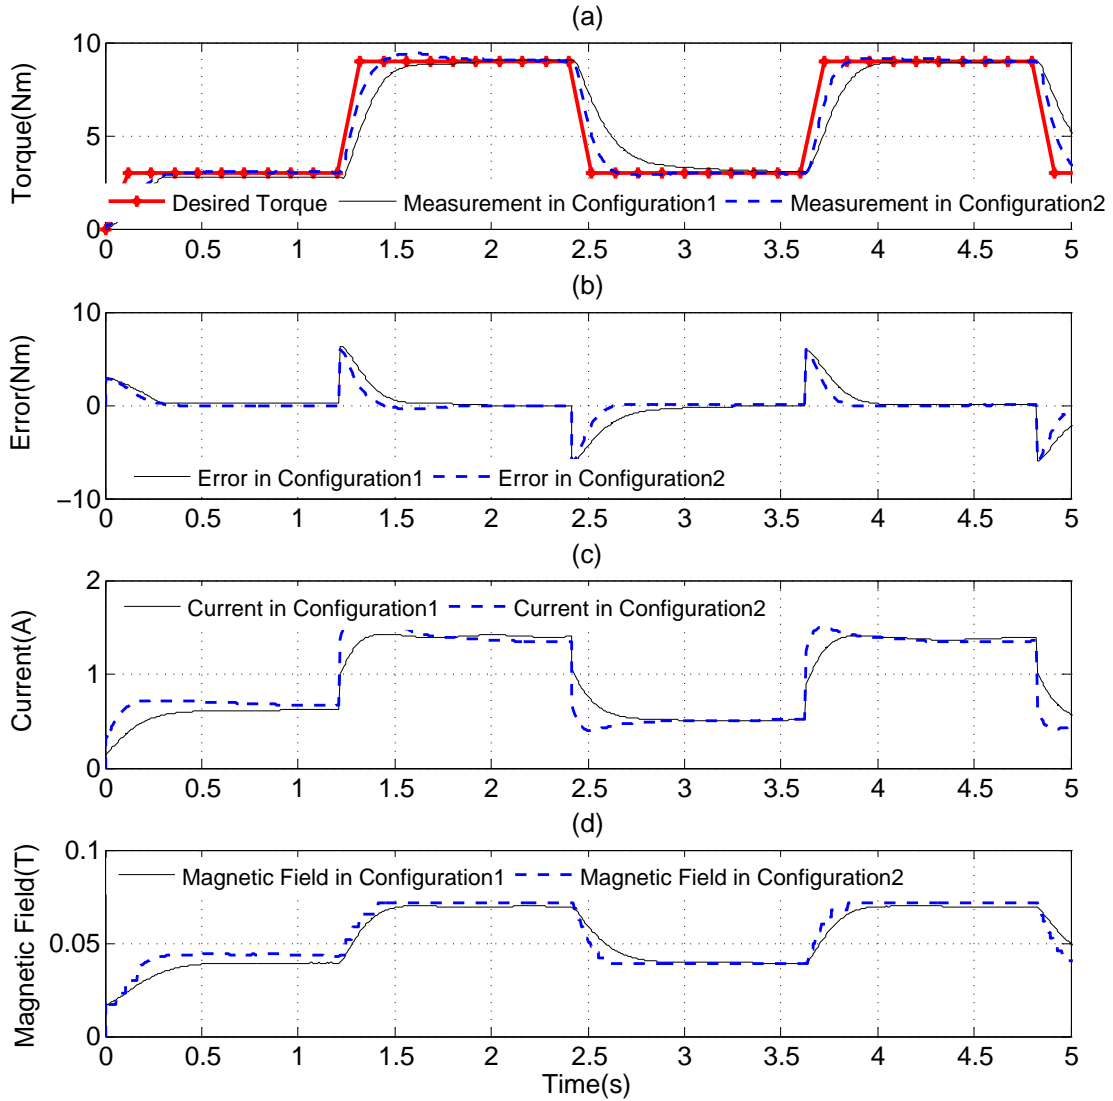 (a)
Torque(Nm)
10
5
0
Desired Torque Measurement in Configuration1 Measurement in Configuration2
0 0.5 1 1.5 2 2.5 3 3.5 4 4.5 5
(b)
Error(Nm)
10
0
−10
Error in Configuration1 Error in Configuration2
0 0.5 1 1.5 2 2.5 3 3.5 4 4.5 5
(c)
Current(A)
2
1
0
Current in Configuration1 Current in Configuration2
0 0.5 1 1.5 2 2.5 3 3.5 4 4.5 5
(d)
Magnetic Field(T)
0.1
0.05
0
Magnetic Field in Configuration1 Magnetic Field in Configuration2
0 0.5 1 1.5 2 2.5 3 3.5 4 4.5 5
Time(s)